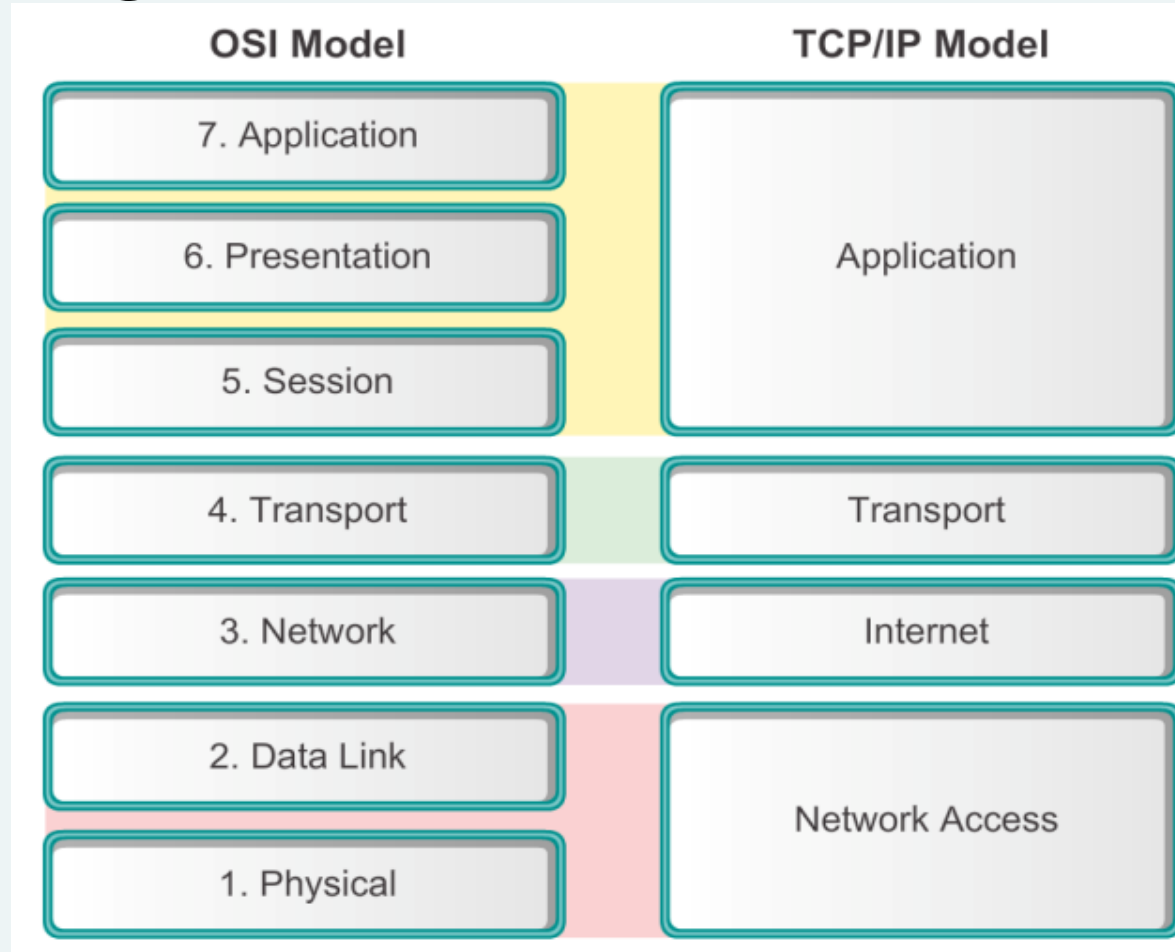 OSI Model
TCP/IP Model
7. Application
6. Presentation
5. Session
Application
4. Transport
Transport
3. Network
Internet
2. Data Link
1. Physical
Network Access